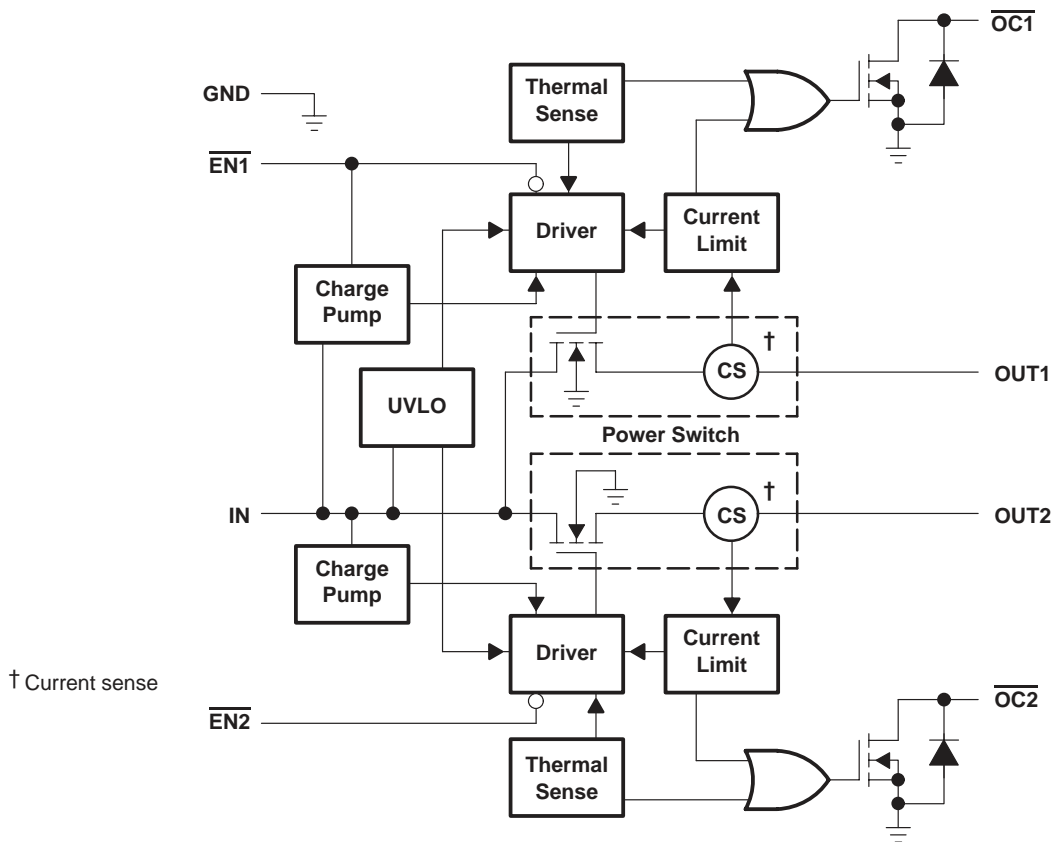 OC1
Thermal
Sense
GND
EN1
Driver
Current
Limit
Charge
Pump
†
CS
OUT1
UVLO
Power Switch
†
IN
CS
OUT2
Charge
Pump
Driver
Current
Limit
† Current sense
EN2
OC2
Thermal
Sense